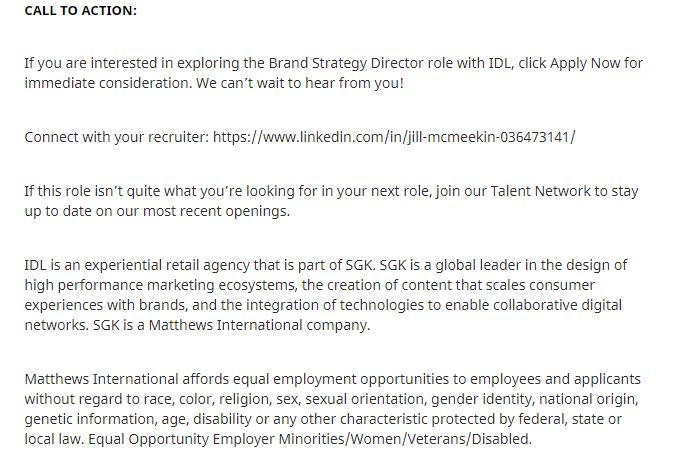 CALL TO ACTION:
If you are interested in exploring the Brand Strategy Director role with IDL, click Apply Now for
immediate consideration. We can’t wait to hear from you!
Connect with your recruiter: https://www.linkedin.com/in/jill-mcmeekin-036473141/
If this role isn’t quite what you’re looking for in your next role, join our Talent Network to stay
up to date on our most recent openings.
IDL is an experiential retail agency that is part of SGK. SGK is a global leader in the design of
high performance marketing ecosystems, the creation of content that scales consumer
experiences with brands, and the integration of technologies to enable collaborative digital
networks. SGK is a Matthews International company.
Matthews International affords equal employment opportunities to employees and applicants
without regard to race, color, religion, sex, sexual orientation, gender identity, national origin,
genetic information, age, disability or any other characteristic protected by federal, state or
local law. Equal Opportunity Employer Minorities/Women/Veterans/Disabled.